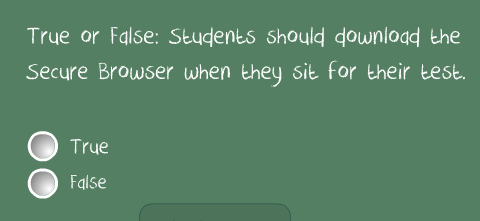 True or False: Students should download the
Secure Browser when they sit for their test.
True
False